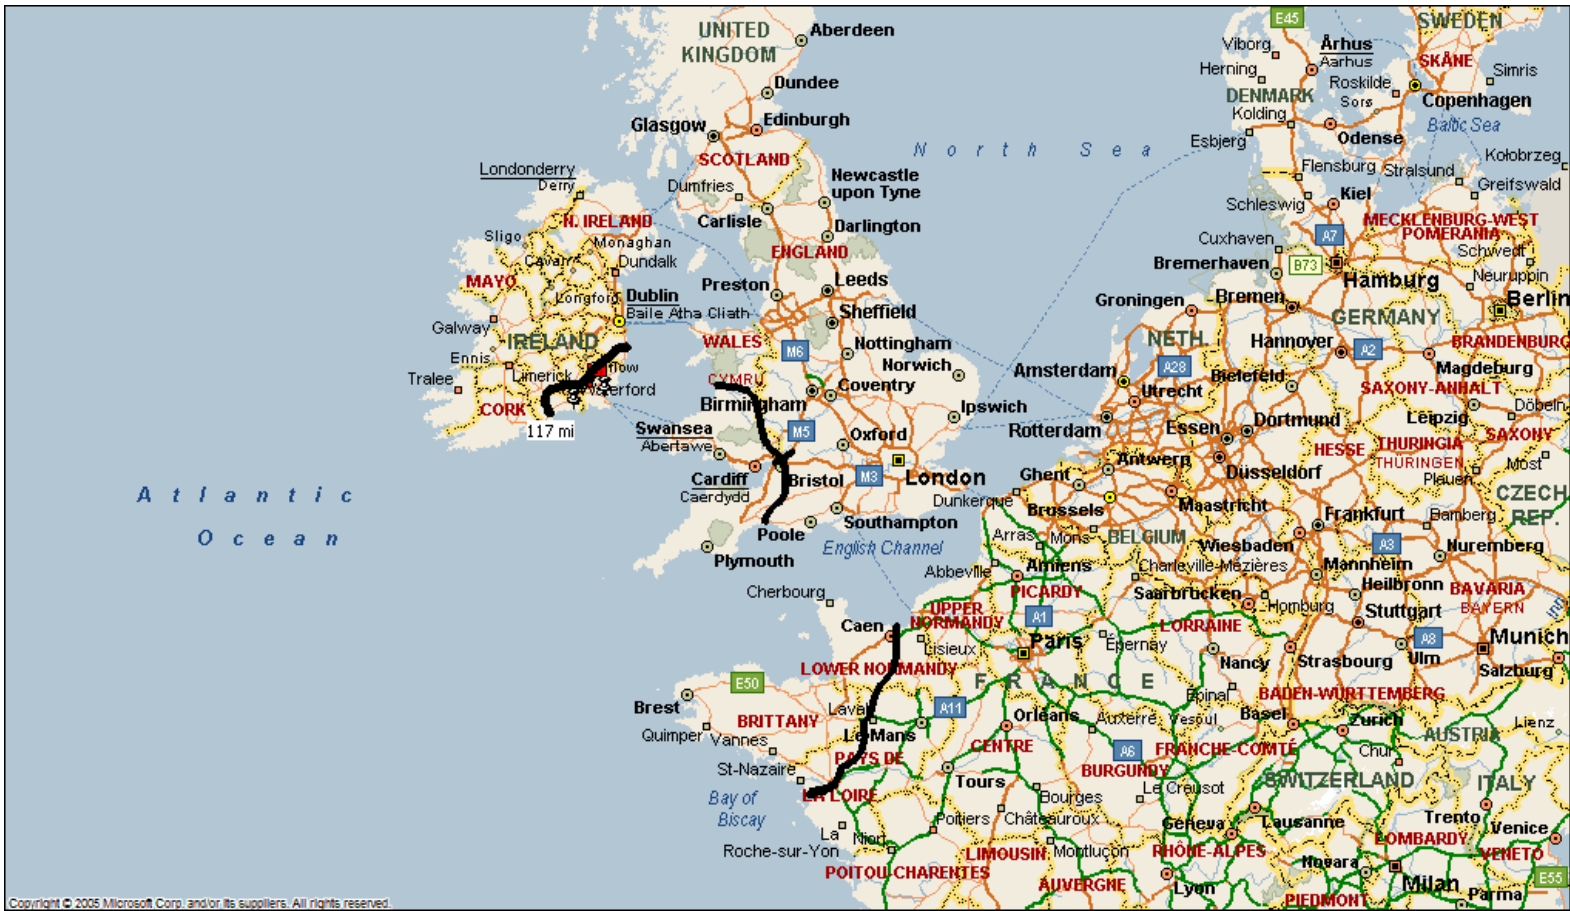 UNITED
KINGDOM
Aberdeen
E45
SWEDEN
Viborg
Århus
Aarhus
SKÅNE
Herning
Roskilde
Simris
Dundee
DENMARK
Sorø
Copenhagen
Kolding
Baltic Sea
Glasgow
Edinburgh
Esbjerg
Odense
North Sea
SCOTLAND
Londonderry
Derry
Dumfries
Newcastle
upon Tyne
Flensburg
Stralsund
Kołobrzeg
Greifswald
Kiel
Schleswig
N. IRELAND
Carlisle
Darlington
MECKLENBURG-WEST
POMERANIA
Sligo
Monaghan
Cuxhaven
A7
Schwedt
Cavan
Dundalk
ENGLAND
Bremerhaven
B73
Hamburg
Neuruppin
MAYO
Preston
Leeds
Longford
Dublin
Baile Atha Cliath
Groningen
Bremen
Berlin
Galway
Sheffield
GERMANY
IRELAND
WALES
M6
Nottingham
NETH.
Hannover
A2
BRANDENBURG
Ennis
Limerick
Norwich
Amsterdam
A28
Bielefeld
Magdeburg
Tralee
Waterford
CYMRU
Coventry
Utrecht
SAXONY-ANHALT
CORK
Birmingham
Ipswich
Rotterdam
Essen
Dortmund
Leipzig
Döbeln
117 mi
Swansea
Abertawe
M5
Oxford
HESSE
THURINGIA
THÜRINGEN
SAXONY
Most
Antwerp
Düsseldorf
Cardiff
Caerdydd
Bristol
M3
London
Ghent
Plauen
Dunkerque
Brussels
Maastricht
CZECH
REP.
Atlantic
Ocean
Southampton
Poole
Frankfurt
Bamberg
English Channel
Arras
Mons
BELGIUM
Wiesbaden
A3
Nuremberg
Plymouth
Abbeville
Amiens
Charleville-Mézières
Mannheim
Heilbronn
Cherbourg
PICARDY
Saarbrücken
Homburg
BAVARIA
BAYERN
Inn
UPPER
NORMANDY
A1
Stuttgart
Caen
LORRAINE
A8
Munich
Lisieux
Paris
Épernay
Nancy
Strasbourg
Ulm
Salzburg
LOWER NORMANDY
FRANCE
E50
Épinal
BADEN-WURTTEMBERG
Brest
Laval
A11
Orléans
Auxerre
Vesoul
Basel
Zurich
Lienz
BRITTANY
Quimper
Vannes
Le Mans
CENTRE
A6
FRANCHE-COMTÉ
AUSTRIA
Chur
PAYS DE
LA LOIRE
St-Nazaire
Tours
BURGUNDY
Le Creusot
SWITZERLAND
ITALY
Bay of
Biscay
Bourges
Châteauroux
Poitiers
Geneva
Lausanne
Trento
Venice
La
Roche-sur-Yon
Niort
LIMOUSIN
Montluçon
RHÔNE-ALPES
LOMBARDY
VENETO
Novara
POITOU-CHARENTES
AUVERGNE
Lyon
Milan
E55
Parma
PIEDMONT
Copyright © 2005 Microsoft Corp. and/or its suppliers. All rights reserved.